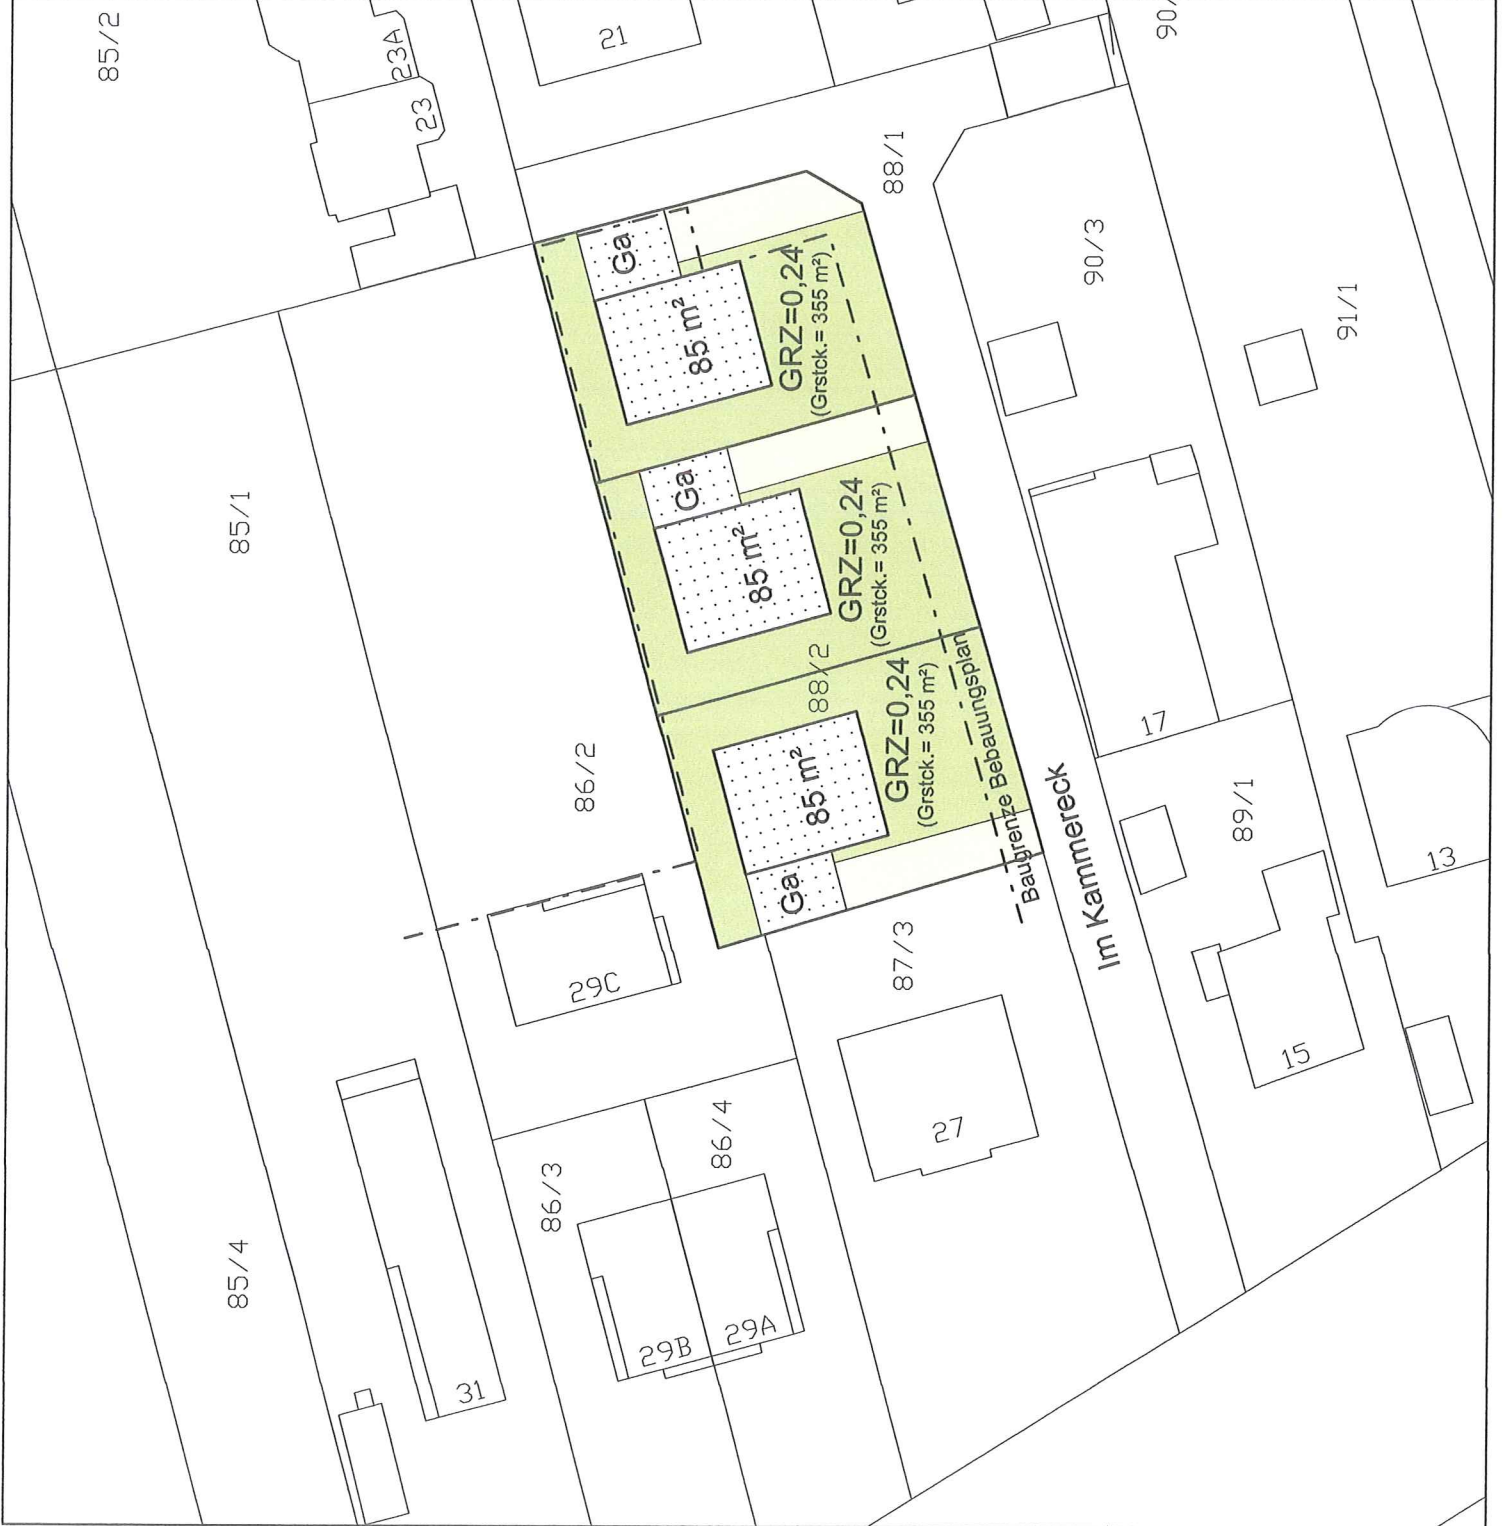 85/2
23A
23
21
90/
88/1
Ga
85 m²
GRZ=0,24
(Grstck.= 355 m²)
90/3
91/1
85/1
Ga
85 m²
GRZ=0,24
(Grstck.= 355 m²)
88/2
86/2
Ga
85 m²
GRZ=0,24
(Grstck.= 355 m²)
Baugrenze Bebauungsplan
Im Kammereck
17
89/1
13
29C
87/3
15
27
86/4
86/3
85/4
29B
29A
31